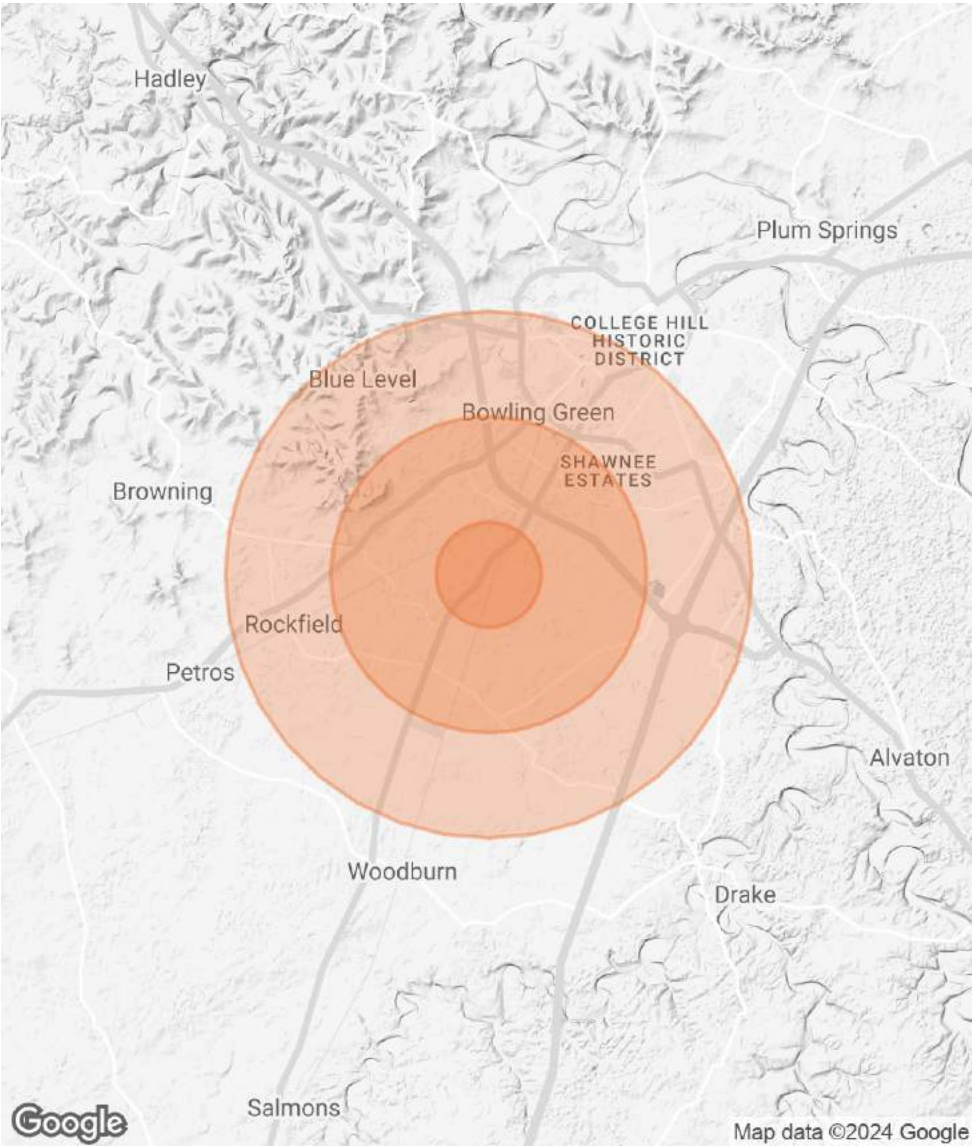 Hadley
Plum Springs
COLLEGE HILL
HISTORIC
DISTRICT
Blue Level
Bowling Green
SHAWNEE
ESTATES
Browning
Rockfield
Petros
Alvaton
Woodburn
Drake
Salmons
Google
Map data ©2024 Google